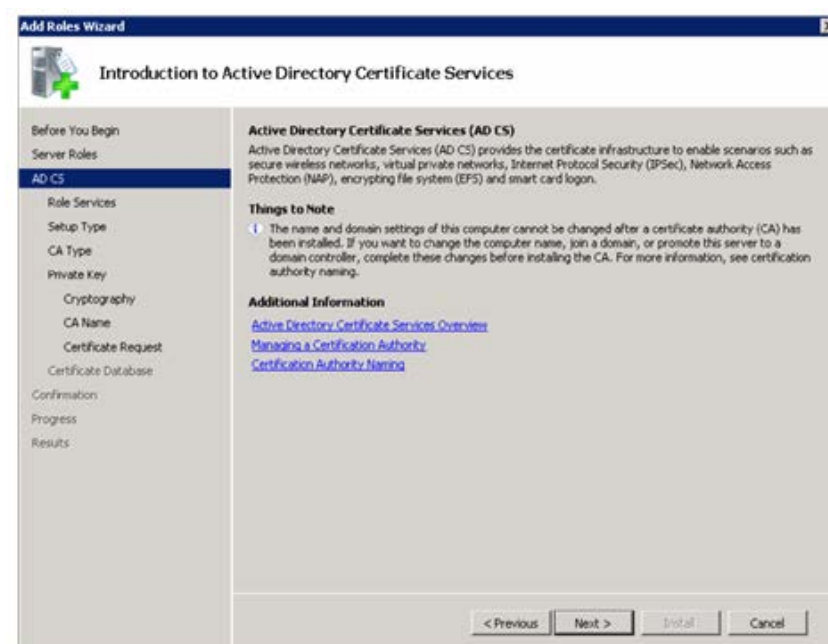 Add Roles Wizard
Introduction to Active Directory Certificate Services
Before You Begin
Server Roles
AD CS
Role Services
Setup Type
CA Type
Private Key
Cryptography
CA Name
Certificate Request
Certificate Database
Confirmation
Progress
Results
Active Directory Certificate Services (AD CS)
Active Directory Certificate Services (AD CS) provides the certificate infrastructure to enable scenarios such as
secure wireless networks, virtual private networks, Internet Protocol Security (IPSec), Network Access
Protection (NAP), encrypting file system (EFS) and smart card logon.
Things to Note
The name and domain settings of this computer cannot be changed after a certificate authority (CA) has
been installed. If you want to change the computer name, join a domain, or promote this server to a
domain controller, complete these changes before installing the CA. For more information, see certification
authority naming.
Additional Information
Active Directory Certificate Services Overview
Managing a Certification Authority
Certification Authority Naming
< Previous
Next >
Install
Cancel